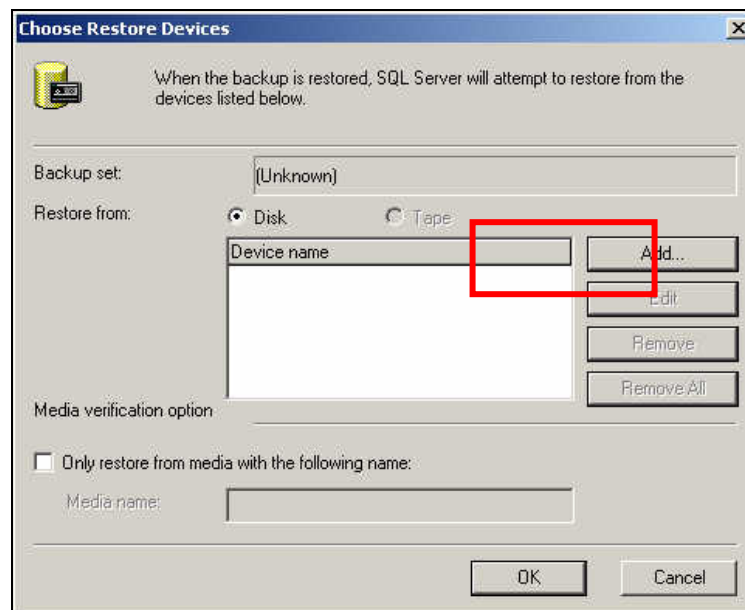 Choose Restore Devices
When the backup is restored, SQL Server will attempt to restore from the
devices listed below.
Backup set:
(Unknown)
Restore from:
Disk
Tape
Device name
Add...
Edit
Remove
Remove All
Media verification option
Only restore from media with the following name:
Media name:
OK
Cancel